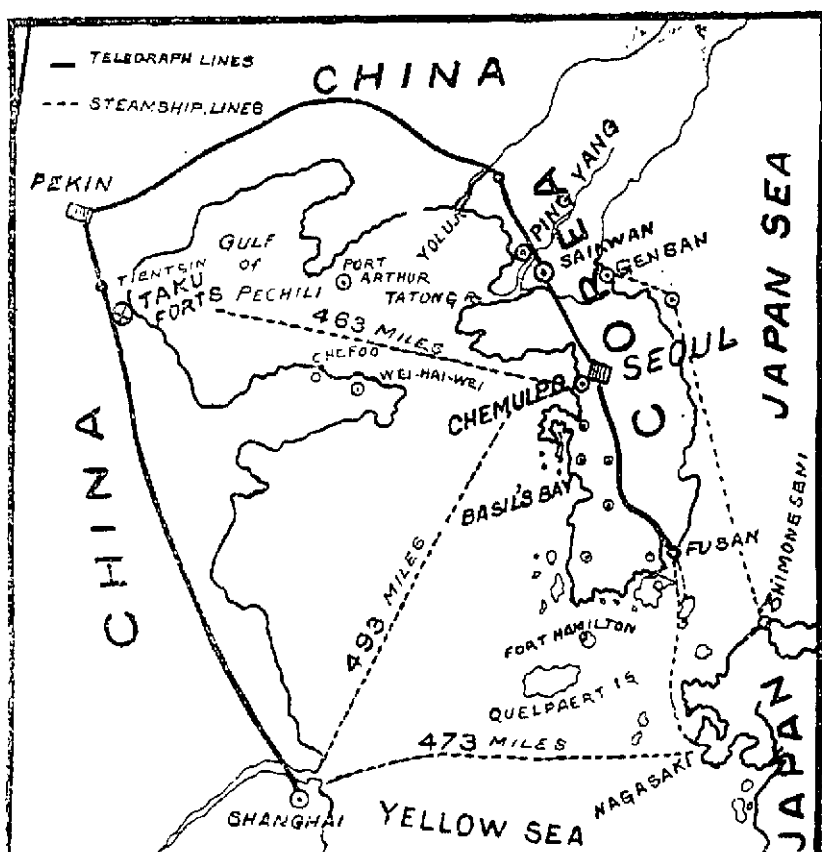 TELEGRAPH LINES
STEAMSHIP.LINES
CHINA
PEKIN
YOLU
PING YANG
COREA
SAINWAN
GENSAN
JAPAN SEA
TIENTSIN
TAKU
FORTS
GULF
OF
PECHILI
PORT
ARTHUR
TATONG R
463 MILES
CHEFOO
WEI-HAI-WEI
SEOUL
CHEMULPO
CHINA
BASIL'S BAY
FUSAN
SHIMONESEKI
493 MILES
FORT HAMILTON
QUELPAERT IS
473 MILES
NAGASAKI
JAPAN
SHANGHAI
YELLOW SEA